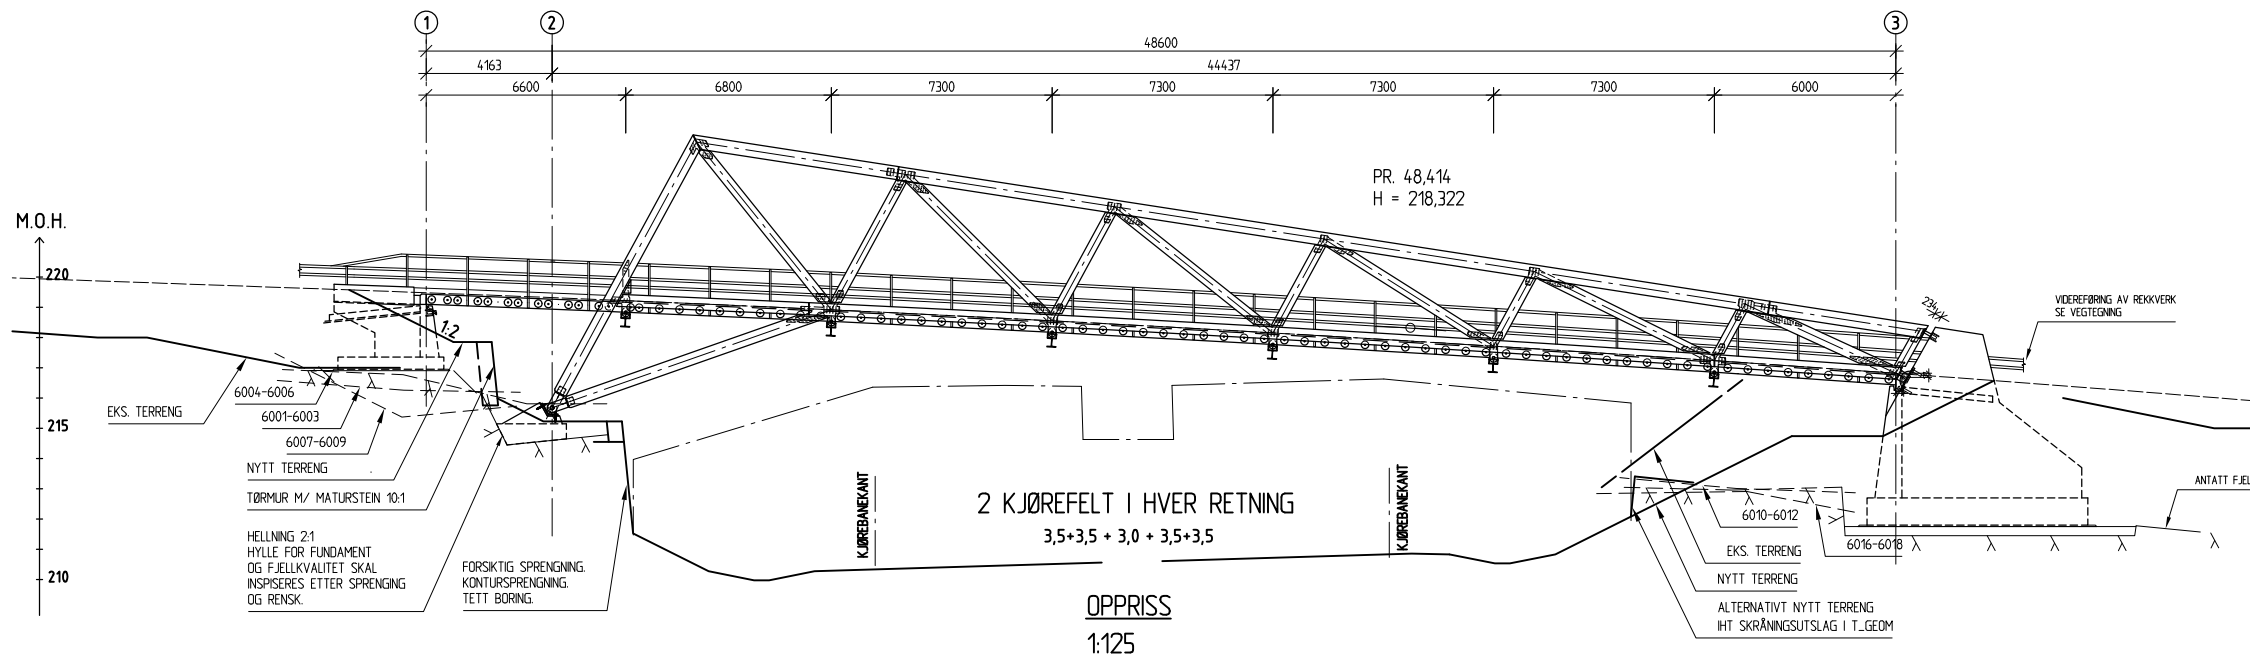 1
2
3
48600
4163
44437
6600
6800
7300
7300
7300
7300
6000
PR. 48,414
H = 218,322
M.O.H.
220
215
210
1:2
234
VIDEREFØRING AV REKKVERK
SE VEGTEGNING
EKS. TERRENG
6004-6006
6001-6003
6007-6009
NYTT TERRENG
TØRMUR M/ MATURSTEIN 10:1
HELLNING 2:1
HYLLE FOR FUNDAMENT
OG FJELLKVALITET SKAL
INSPISERES ETTER SPRENGING
OG RENSK.
FORSIKTIG SPRENGNING.
KONTURSPRENGNING.
TETT BORING.
KJØREBANEKANT
2 KJØREFELT I HVER RETNING
3,5+3,5 + 3,0 + 3,5+3,5
KJØREBANEKANT
ANTATT FJEL
6010-6012
6016-6018
EKS. TERRENG
NYTT TERRENG
ALTERNATIVT NYTT TERRENG
IHT SKRÅNINGSUTSLAG I T_GEOM
OPPRISS
1:125